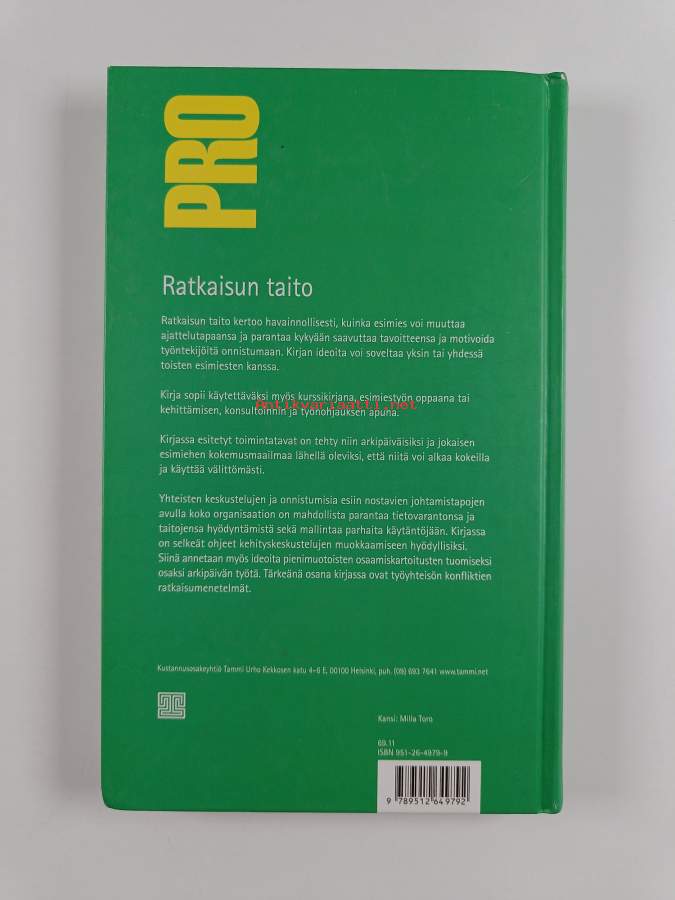 PRO
Ratkaisun taito
Ratkaisun taito kertoo havainnollisesti, kuinka esimies voi muuttaa
ajattelutapaansa ja parantaa kykyään saavuttaa tavoitteensa ja motivoida
työntekijöitä onnistumaan. Kirjan ideoita voi soveltaa yksin tai yhdessä
toisten esimiesten kanssa.
Kirja sopii käytettäväksi myös kurssikirjana, esimiestyön oppaana tai
Antikvariaatti.net
kehittämisen, konsultoinnin ja työnohjauksen apuna.
Kirjassa esitetyt toimintatavat on tehty niin arkipäiväisiksi ja jokaisen
esimiehen kokemusmaailmaa lähellä oleviksi, että niitä voi alkaa kokeilla
ja käyttää välittömästi.
Yhteisten keskustelujen ja onnistumisia esiin nostavien johtamistapojen
avulla koko organisaation on mahdollista parantaa tietovarantonsa ja
taitojensa hyödyntämistä sekä mallintaa parhaita käytäntöjään. Kirjassa
on selkeät ohjeet kehityskeskustelujen muokkaamiseen hyödyllisiksi.
Siinä annetaan myös ideoita pienimuotoisten osaamiskartoitusten tuomiseksi
osaksi arkipäivän työtä. Tärkeänä osana kirjassa ovat työyhteisön konfliktien
ratkaisumenetelmät.
Kustannusosakeyhtiö Tammi Urho Kekkosen katu 4–6 E, 00100 Helsinki, puh. (09) 693 7641 www.tammi.net
Kansi: Milla Toro
69.11
ISBN 951-26-4979-9
9 789512 649792